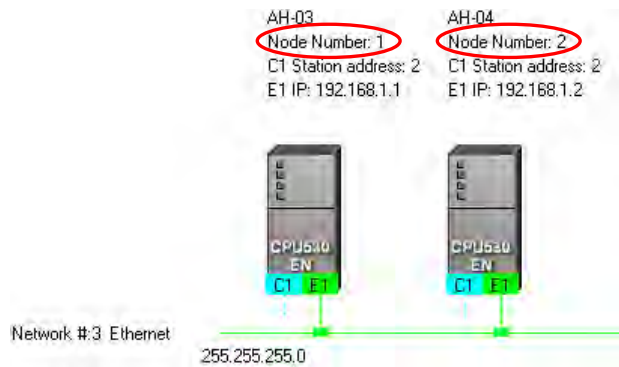 AH-03
Node Number: 1
C1 Station address: 2
E1 IP: 192.168.1.1
AH-04
Node Number: 2
C1 Station address: 2
E1 IP: 192.168.1.2
CPU530
EN
C1 E1
CPU530
EN
C1 E1
Network #:3 Ethernet
255.255.255.0